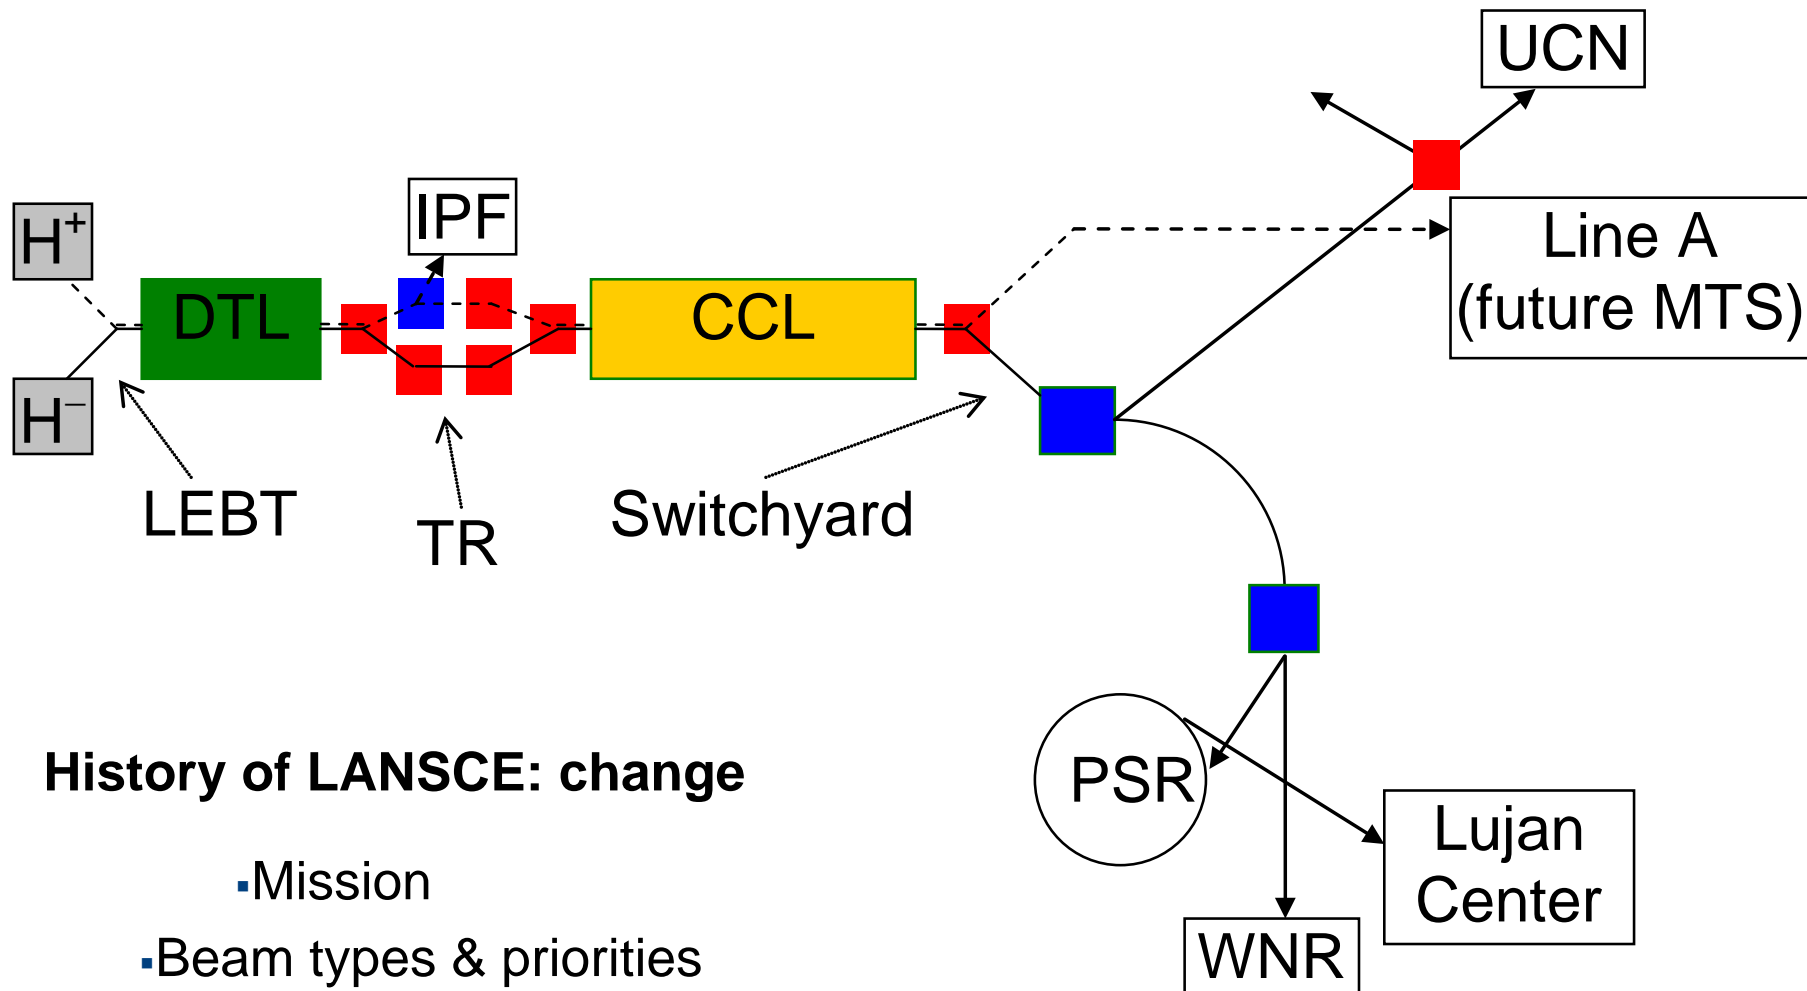 UCN
IPF
H+
Line A
(future MTS)
DTL
CCL
H−
LEBT
Switchyard
TR
PSR
History of LANSCE: change
Lujan
Center
▪Mission
WNR
▪Beam types & priorities